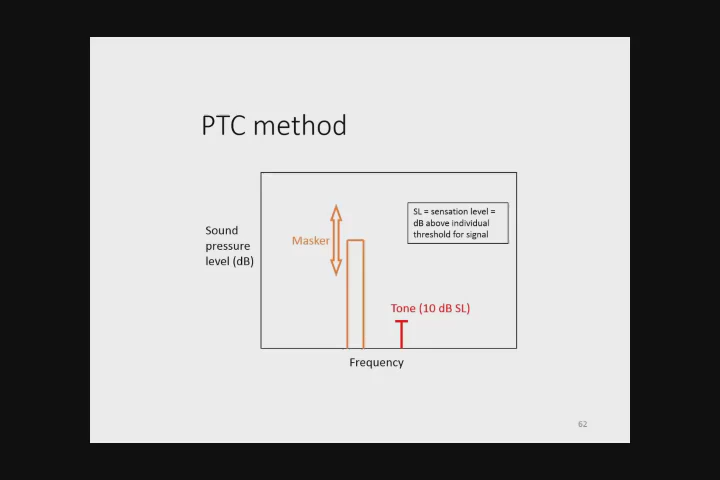 PTC method
SL = sensation level =
dB above individual
threshold for signal
Sound
pressure
level (dB)
Masker
Tone (10 dB SL)
Frequency
62